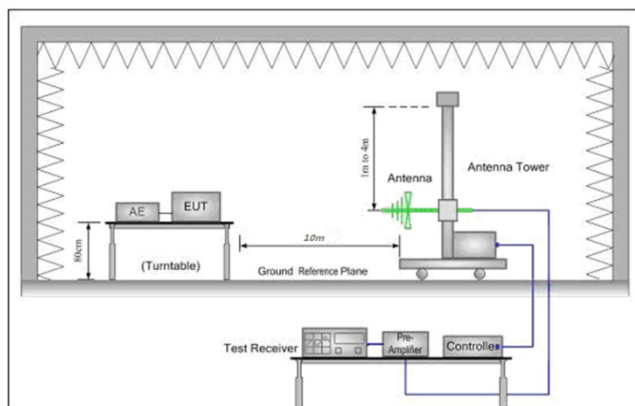 1m to 4m
Antenna
Antenna Tower
AE
EUT
10m
80cm
(Turntable)
Ground Reference Plane
Test Receiver
Pre-
Amplifier
Controller